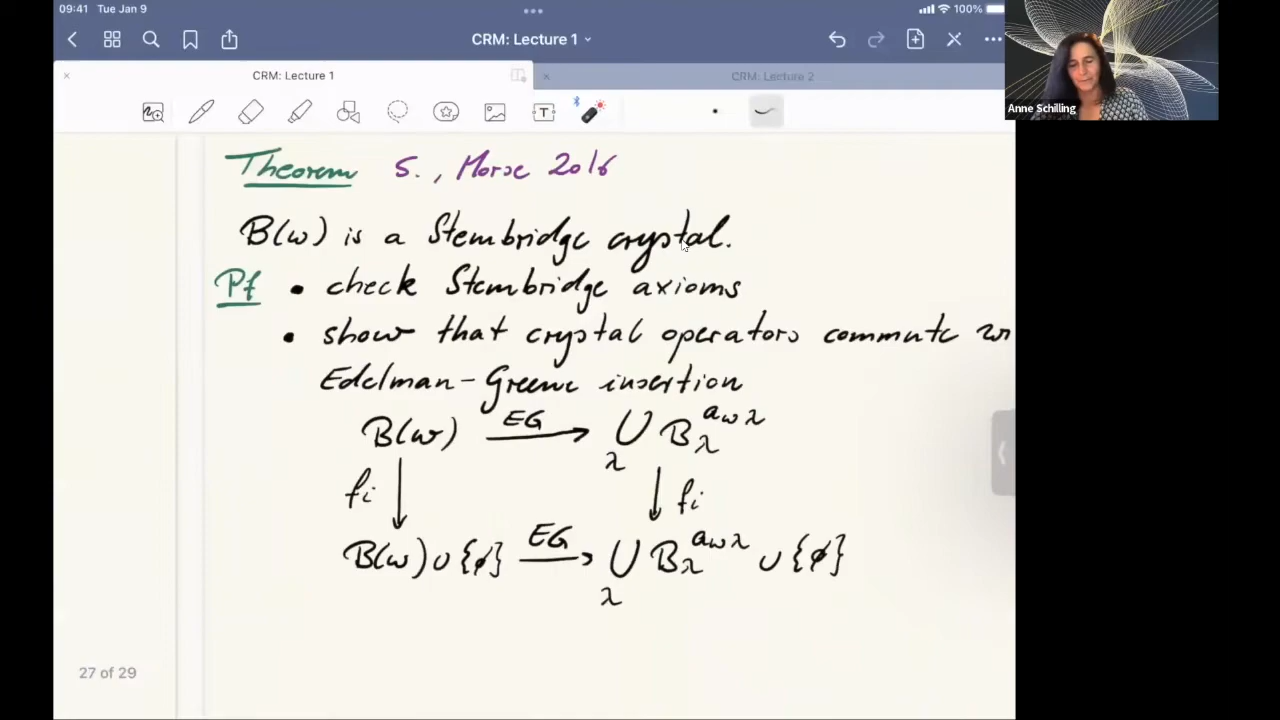 09:41 Tue Jan 9
100%
CRM: Lecture 1
CRM: Lecture 1
CRM: Lecture 2
T
Anne Schilling
Theorem S., Morse 2016
B(w) is a Stembridge crystal.
Pf • check Stembridge axioms
• show that crystal operators commute w
Edelman-Greene insertion
B(w) EG→ ∪_λ B_λ^{a_{wλ}}
f_i ↓ ↓ f_i
B(w) ∪ {∅} EG→ ∪_λ B_λ^{a_{wλ}} ∪ {∅}
27 of 29